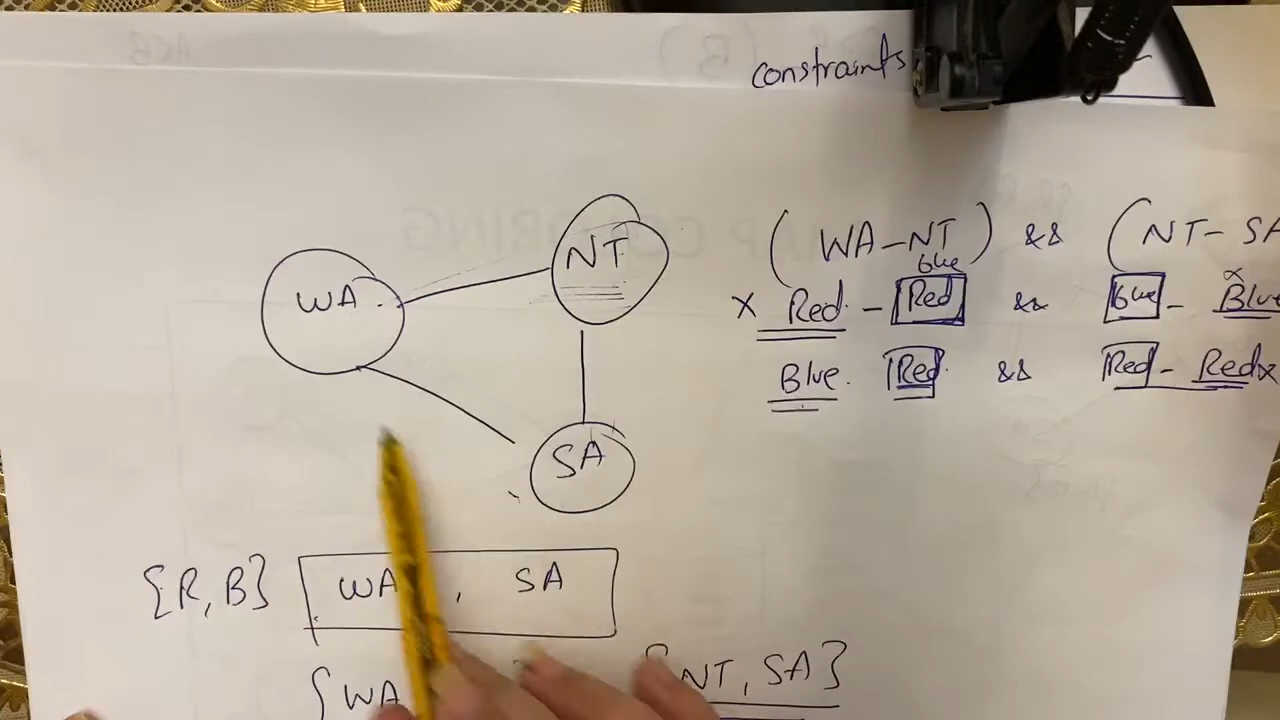 constraints
WA NT (WA-NT) && (NT- SA
blue
x Red - Red && blue - Blue x
Blue Red && Red - Red x
SA
{R, B} WA , SA
{WA {NT, SA}